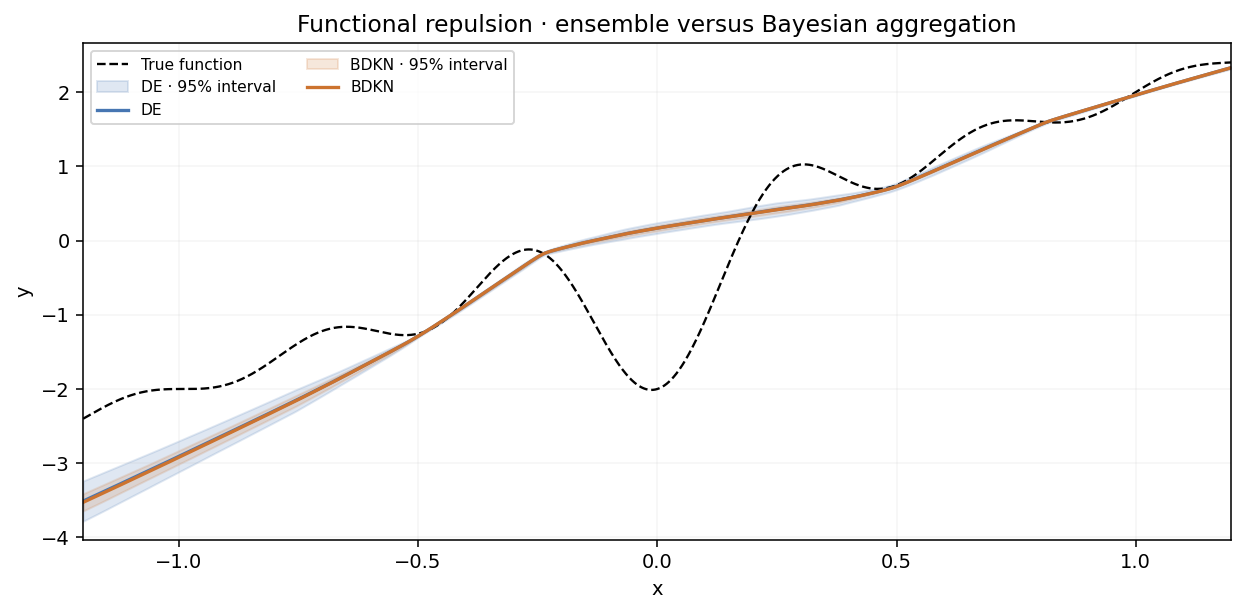 Functional repulsion · ensemble versus Bayesian aggregation
True function
DE · 95% interval
DE
BDKN · 95% interval
BDKN
y
2
1
0
−1
−2
−3
−4
−1.0
−0.5
0.0
0.5
1.0
x